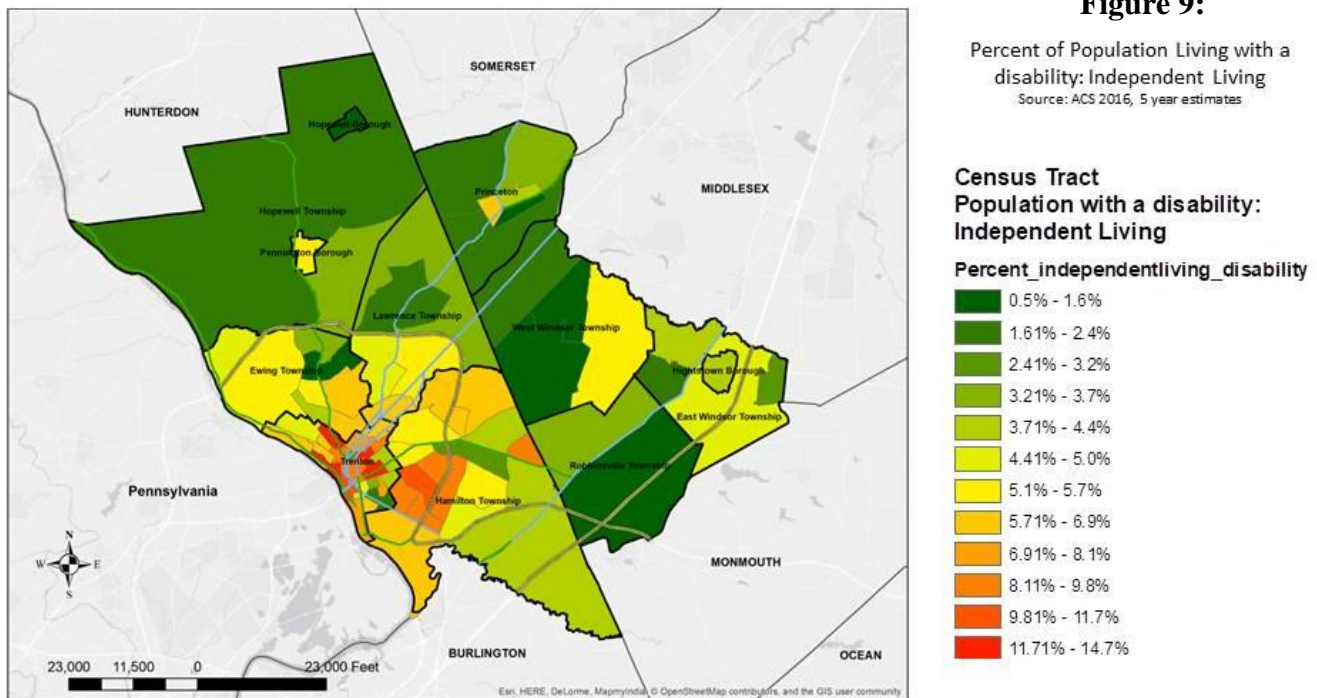 Figure 9:
Percent of Population Living with a
disability: Independent Living
Source: ACS 2016, 5 year estimates
Census Tract
Population with a disability:
Independent Living
Percent_independentliving_disability
0.5% - 1.6%
1.61% - 2.4%
2.41% - 3.2%
3.21% - 3.7%
3.71% - 4.4%
4.41% - 5.0%
5.1% - 5.7%
5.71% - 6.9%
6.91% - 8.1%
8.11% - 9.8%
9.81% - 11.7%
11.71% - 14.7%
SOMERSET
HUNTERDON
Hopewell Borough
MIDDLESEX
Princeton
Hopewell Township
Pennington Borough
Lawrence Township
West Windsor Township
Ewing Township
Hightstown Borough
East Windsor Township
Trenton
Robbinsville Township
Pennsylvania
Hamilton Township
N
W E
S
MONMOUTH
BURLINGTON
OCEAN
23,000 11,500 0 23,000 Feet
Esri, HERE, DeLorme, MapmyIndia, © OpenStreetMap contributors, and the GIS user community